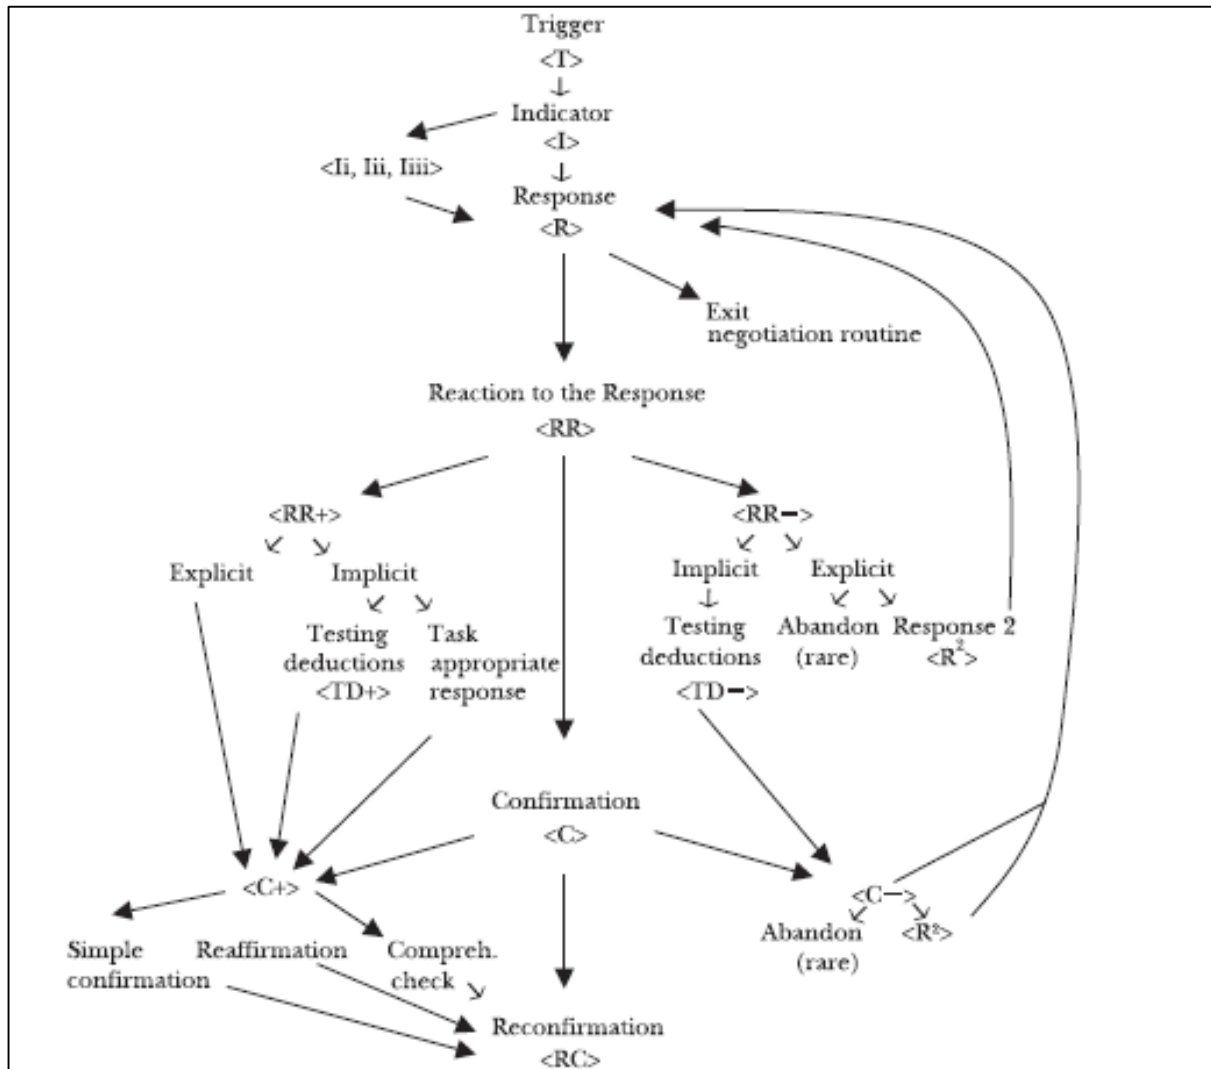 Trigger
<T>
Indicator
<I>
<Ii, Iii, Iiii>
Response
<R>
Exit
negotiation routine
Reaction to the Response
<RR>
<RR+>
<RR−>
Explicit
Implicit
Implicit
Explicit
Testing
deductions
<TD+>
Task
appropriate
response
Testing
deductions
<TD−>
Abandon
(rare)
Response 2
<R²>
Confirmation
<C>
<C+>
<C−>
Simple
confirmation
Reaffirmation
Compreh.
check
Abandon
(rare)
<R²>
Reconfirmation
<RC>